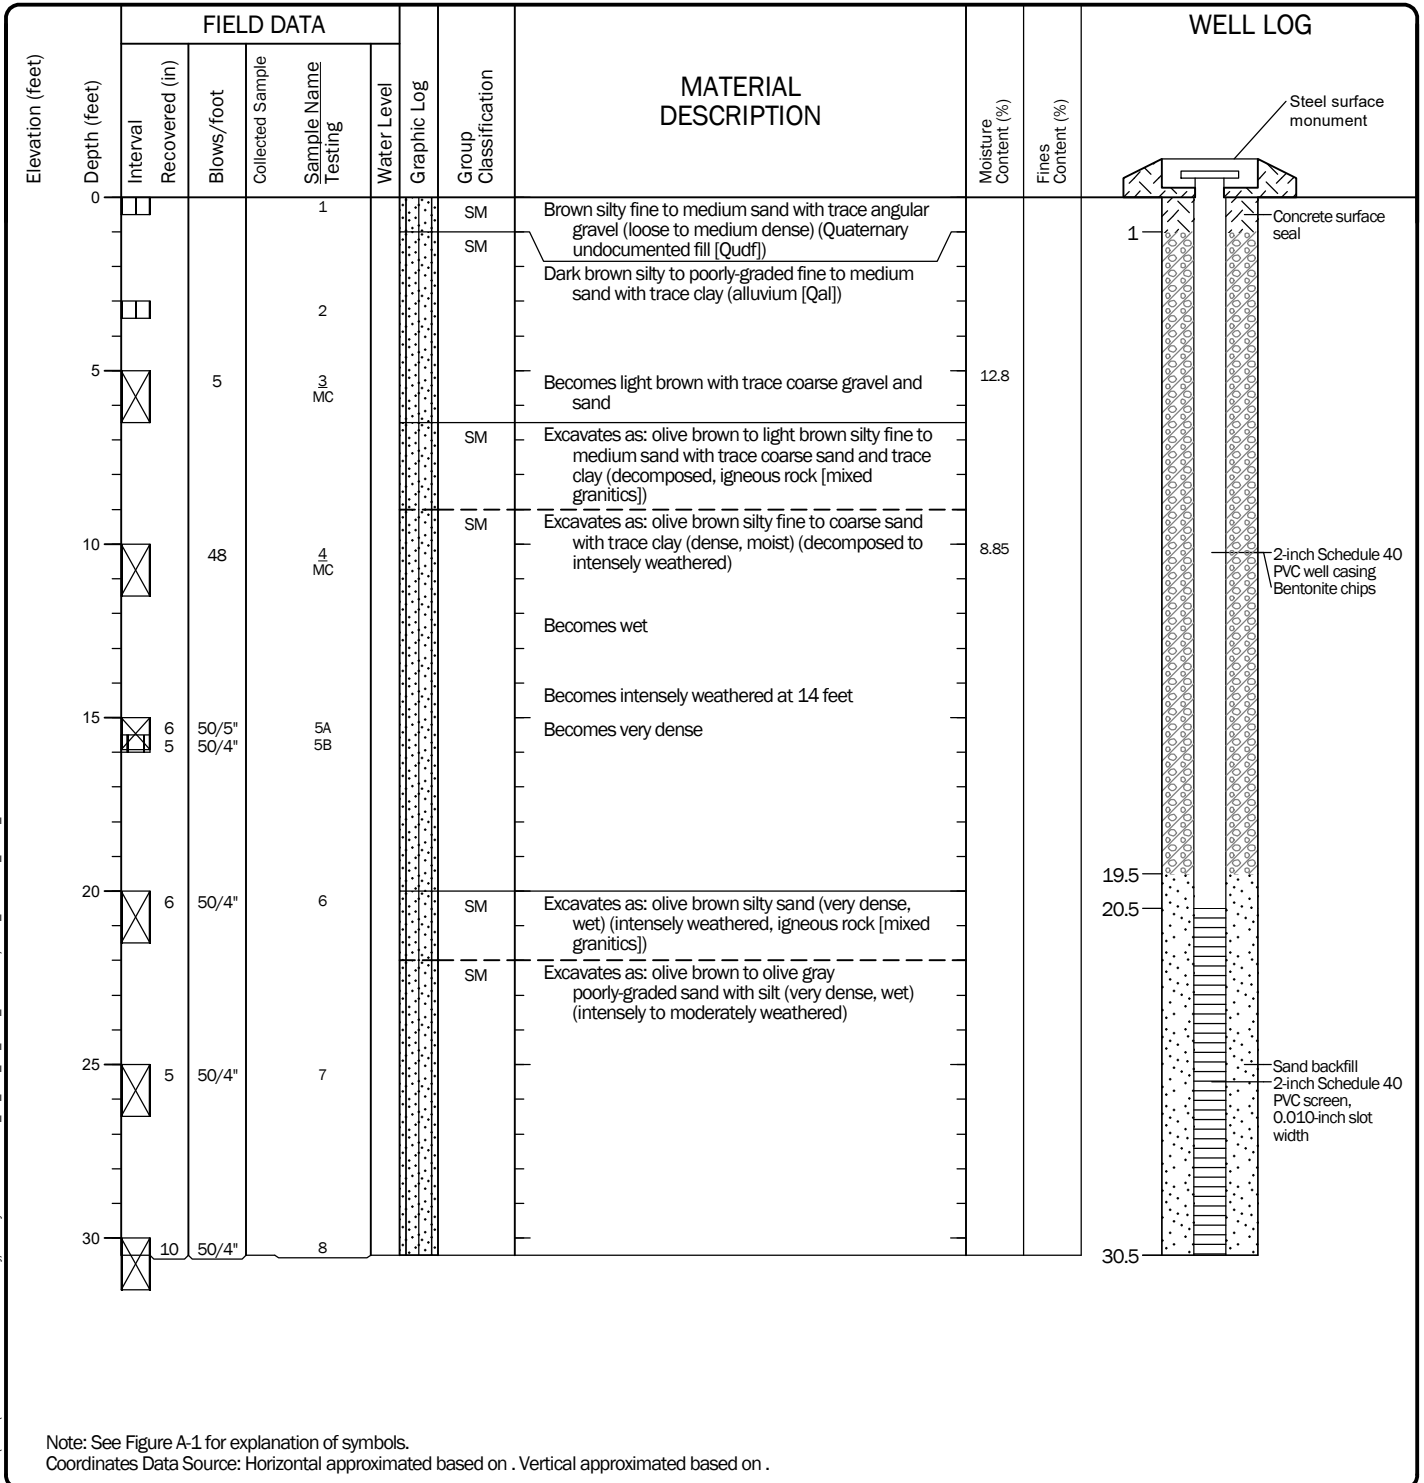 FIELD DATA
WELL LOG
Elevation (feet)
Depth (feet)
Interval
Recovered (in)
Blows/foot
Collected Sample
Sample Name
Testing
Water Level
Graphic Log
Group
Classification
MATERIAL
DESCRIPTION
Moisture
Content (%)
Fines
Content (%)
Steel surface
monument
0
1
SM
Brown silty fine to medium sand with trace angular
gravel (loose to medium dense) (Quaternary
undocumented fill [Qudf])
Concrete surface
seal
1
SM
Dark brown silty to poorly-graded fine to medium
sand with trace clay (alluvium [Qal])
2
5
5
3
MC
Becomes light brown with trace coarse gravel and
sand
12.8
SM
Excavates as: olive brown to light brown silty fine to
medium sand with trace coarse sand and trace
clay (decomposed, igneous rock [mixed
granitics])
SM
Excavates as: olive brown silty fine to coarse sand
with trace clay (dense, moist) (decomposed to
intensely weathered)
10
48
4
MC
8.85
2-inch Schedule 40
PVC well casing
Bentonite chips
Becomes wet
Becomes intensely weathered at 14 feet
15
6 50/5" 5A
5 50/4" 5B
Becomes very dense
19.5
20
6 50/4" 6
SM
Excavates as: olive brown silty sand (very dense,
wet) (intensely weathered, igneous rock [mixed
granitics])
20.5
SM
Excavates as: olive brown to olive gray
poorly-graded sand with silt (very dense, wet)
(intensely to moderately weathered)
25
5 50/4" 7
Sand backfill
2-inch Schedule 40
PVC screen,
0.010-inch slot
width
30
10 50/4" 8
30.5
Note: See Figure A-1 for explanation of symbols.
Coordinates Data Source: Horizontal approximated based on . Vertical approximated based on .